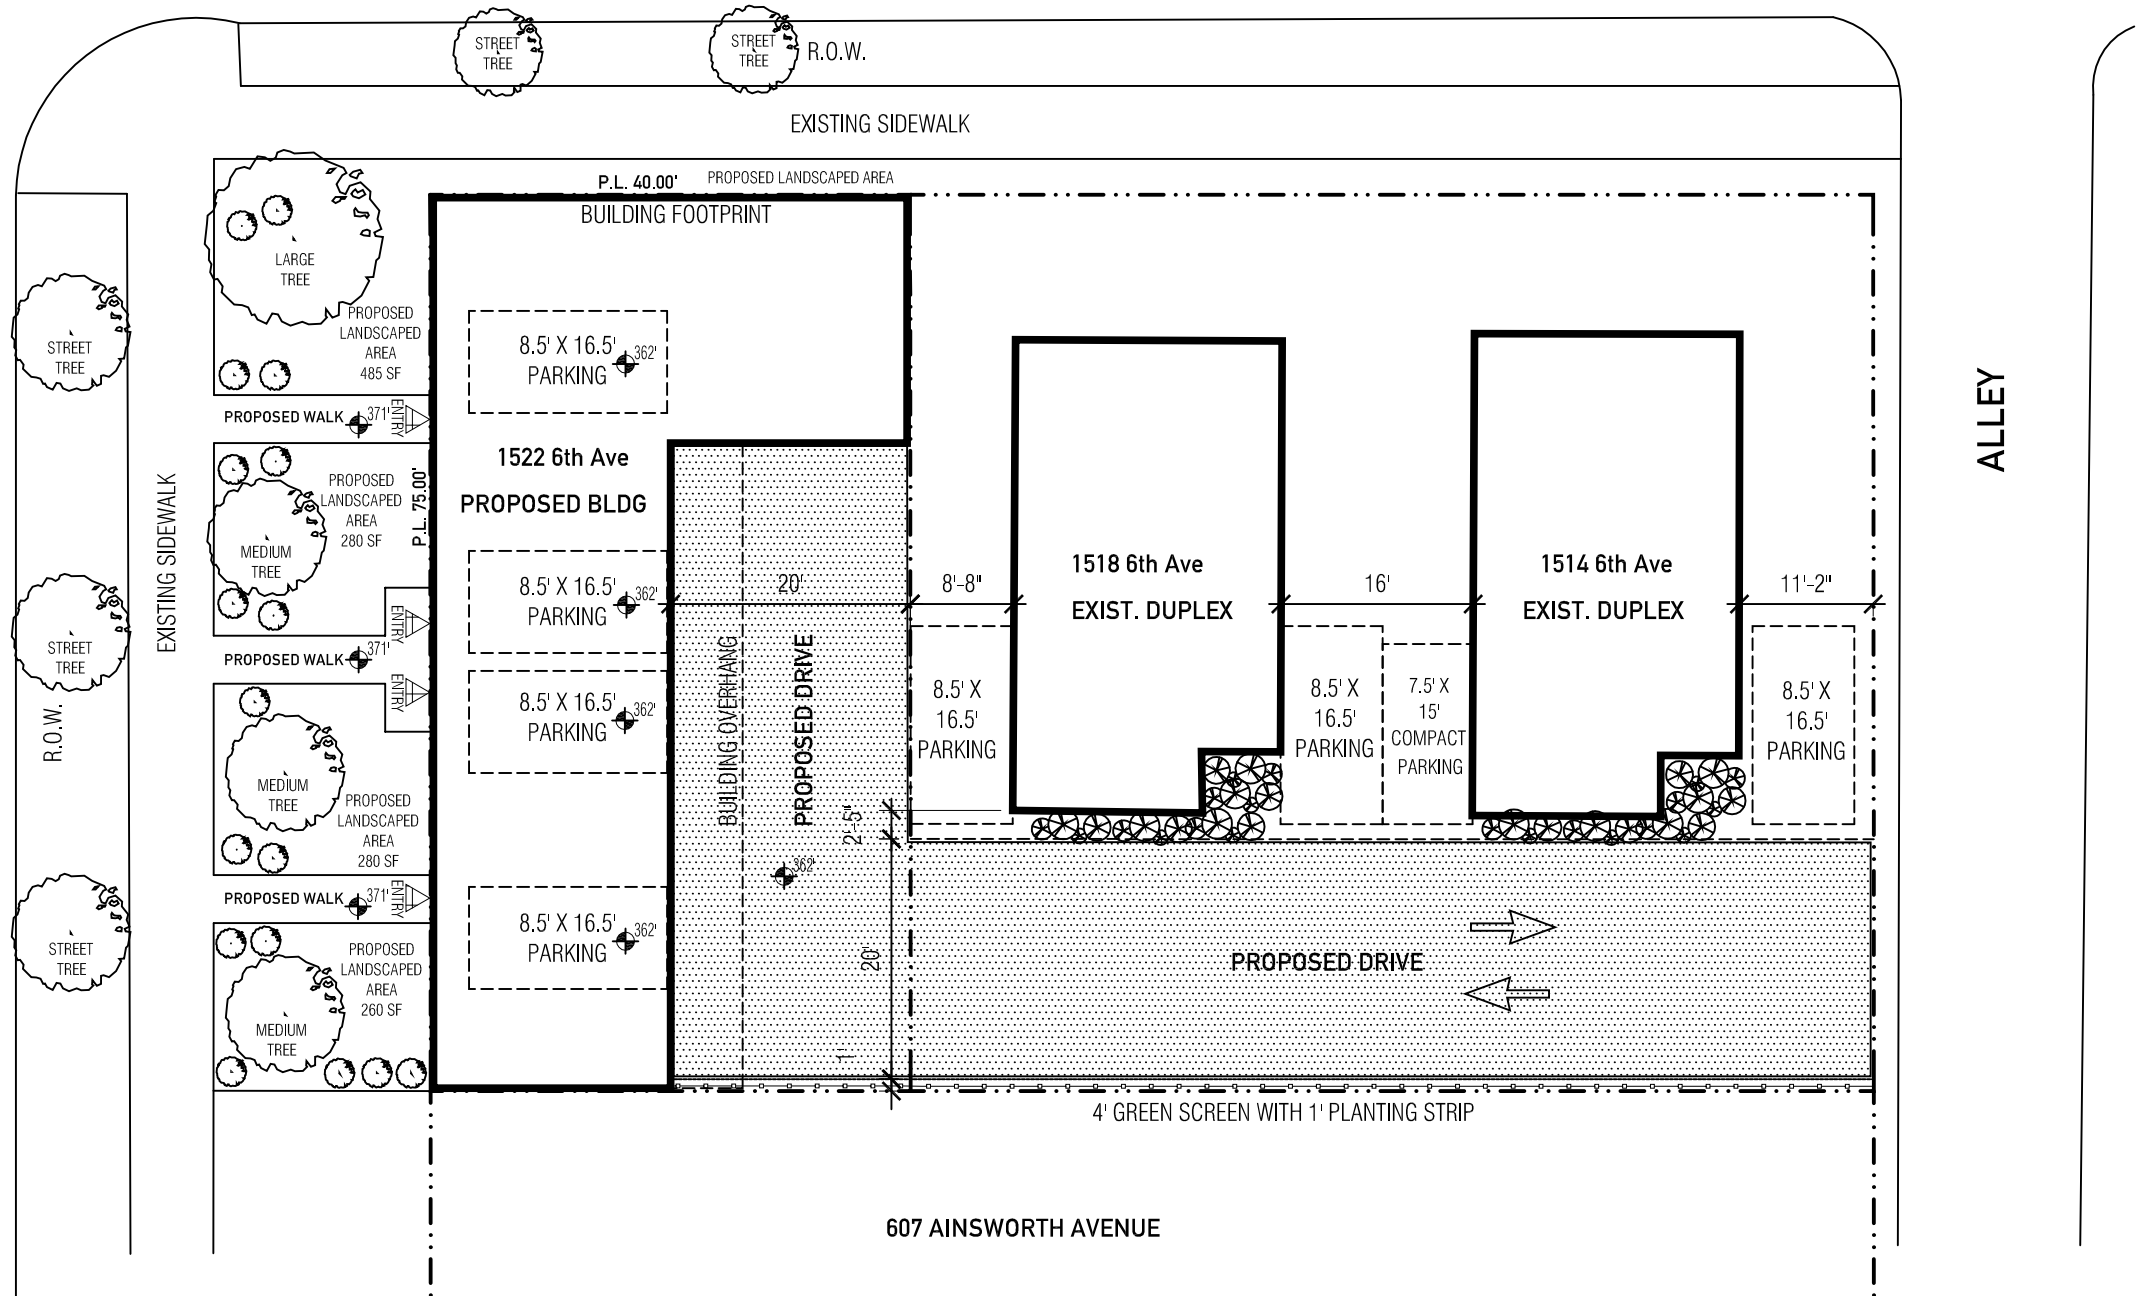 STREET
TREE
STREET
TREE
R.O.W.
EXISTING SIDEWALK
P.L. 40.00'
PROPOSED LANDSCAPED AREA
BUILDING FOOTPRINT
LARGE
TREE
PROPOSED
LANDSCAPED
AREA
485 SF
STREET
TREE
8.5' X 16.5'
PARKING
362'
PROPOSED WALK
371'
ENTRY
1522 6th Ave
PROPOSED BLDG
P.L. 75.00'
PROPOSED
LANDSCAPED
AREA
280 SF
MEDIUM
TREE
EXISTING SIDEWALK
ALLEY
8.5' X 16.5'
PARKING
362'
20'
8'-8"
1518 6th Ave
EXIST. DUPLEX
16'
1514 6th Ave
EXIST. DUPLEX
11'-2"
STREET
TREE
ENTRY
PROPOSED WALK
371'
ENTRY
R.O.W.
8.5' X 16.5'
PARKING
362'
BUILDING OVERHANG
PROPOSED DRIVE
8.5' X
16.5'
PARKING
8.5' X
16.5'
PARKING
7.5' X
15'
COMPACT
PARKING
8.5' X
16.5'
PARKING
MEDIUM
TREE
PROPOSED
LANDSCAPED
AREA
280 SF
2'-5"
362'
PROPOSED WALK
371'
ENTRY
STREET
TREE
8.5' X 16.5'
PARKING
362'
20'
PROPOSED DRIVE
PROPOSED
LANDSCAPED
AREA
260 SF
MEDIUM
TREE
1'
4' GREEN SCREEN WITH 1' PLANTING STRIP
607 AINSWORTH AVENUE